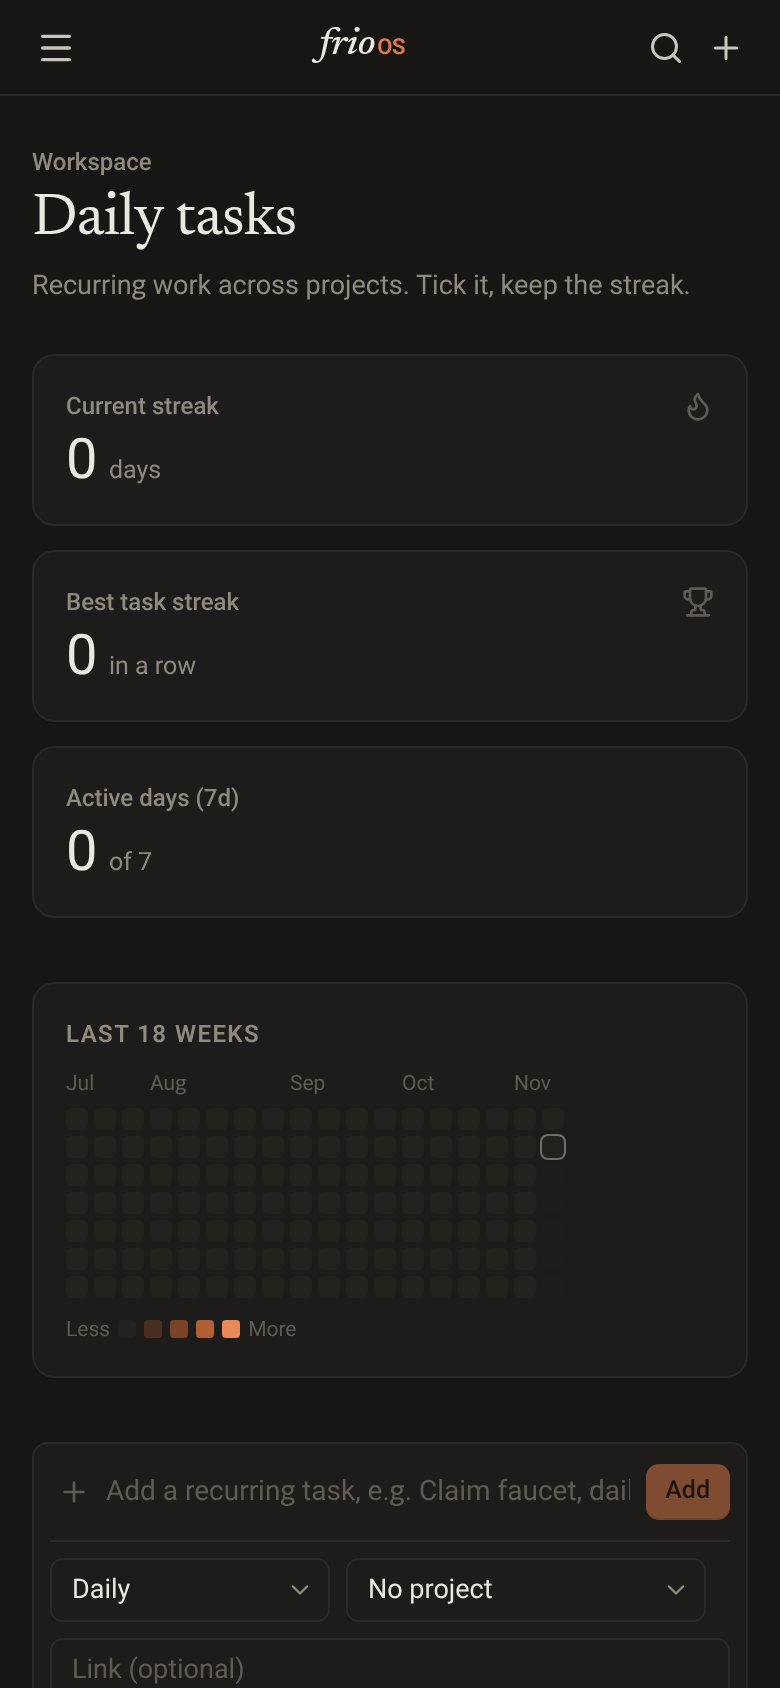 frio os
Workspace
Daily tasks
Recurring work across projects. Tick it, keep the streak.
Current streak
0 days
Best task streak
0 in a row
Active days (7d)
0 of 7
LAST 18 WEEKS
Jul Aug Sep Oct Nov
Less More
Add a recurring task, e.g. Claim faucet, dail
Add
Daily No project
Link (optional)